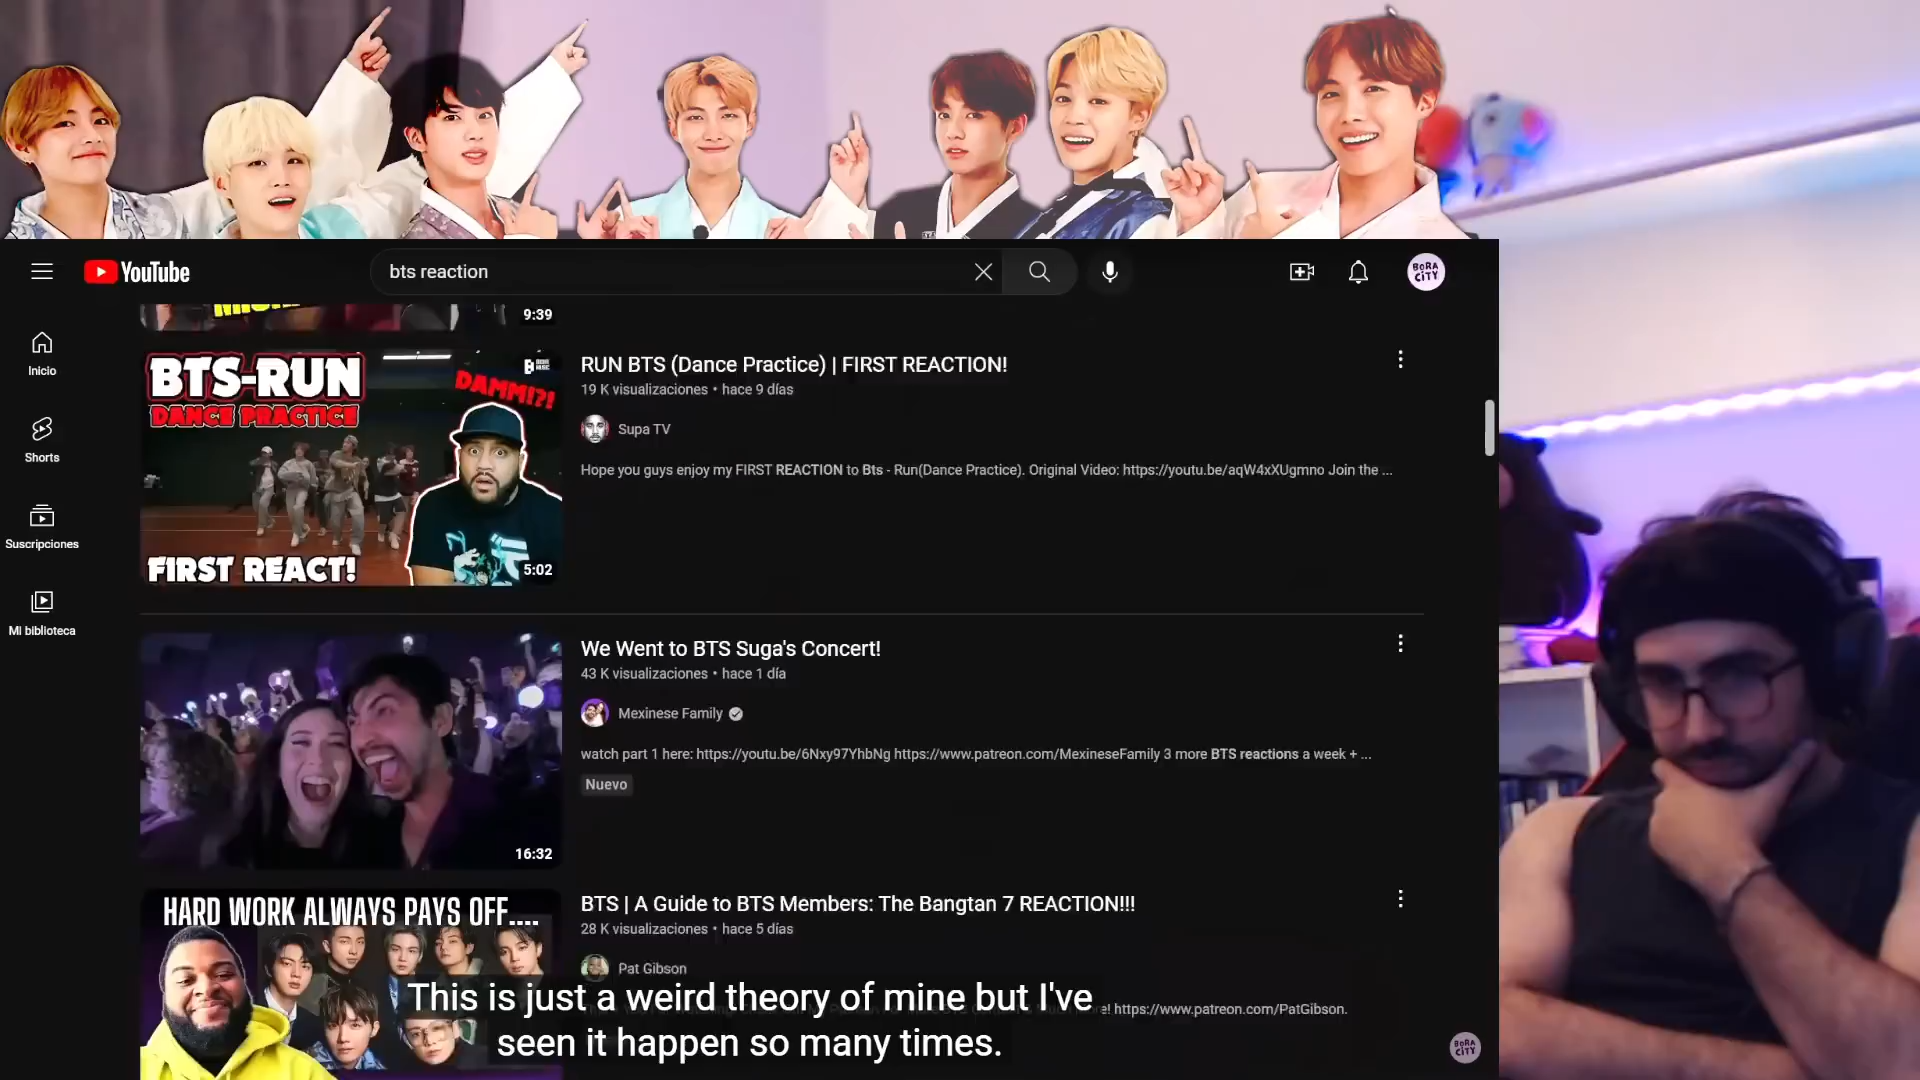 YouTube
bts reaction
BORA
CITY
9:39
Inicio
Shorts
Suscripciones
Mi biblioteca
BTS-RUN
DANCE PRACTICE
DAMM!?!
FIRST REACT!
5:02
RUN BTS (Dance Practice) | FIRST REACTION!
19 K visualizaciones • hace 9 días
Supa TV
Hope you guys enjoy my FIRST REACTION to Bts - Run(Dance Practice). Original Video: https://youtu.be/aqW4xXUgmno Join the ...
16:32
We Went to BTS Suga's Concert!
43 K visualizaciones • hace 1 día
Mexinese Family
watch part 1 here: https://youtu.be/6Nxy97YhbNg https://www.patreon.com/MexineseFamily 3 more BTS reactions a week + ...
Nuevo
HARD WORK ALWAYS PAYS OFF....
BTS | A Guide to BTS Members: The Bangtan 7 REACTION!!!
28 K visualizaciones • hace 5 días
Pat Gibson
e! https://www.patreon.com/PatGibson.
This is just a weird theory of mine but I've
seen it happen so many times.
BORA
CITY